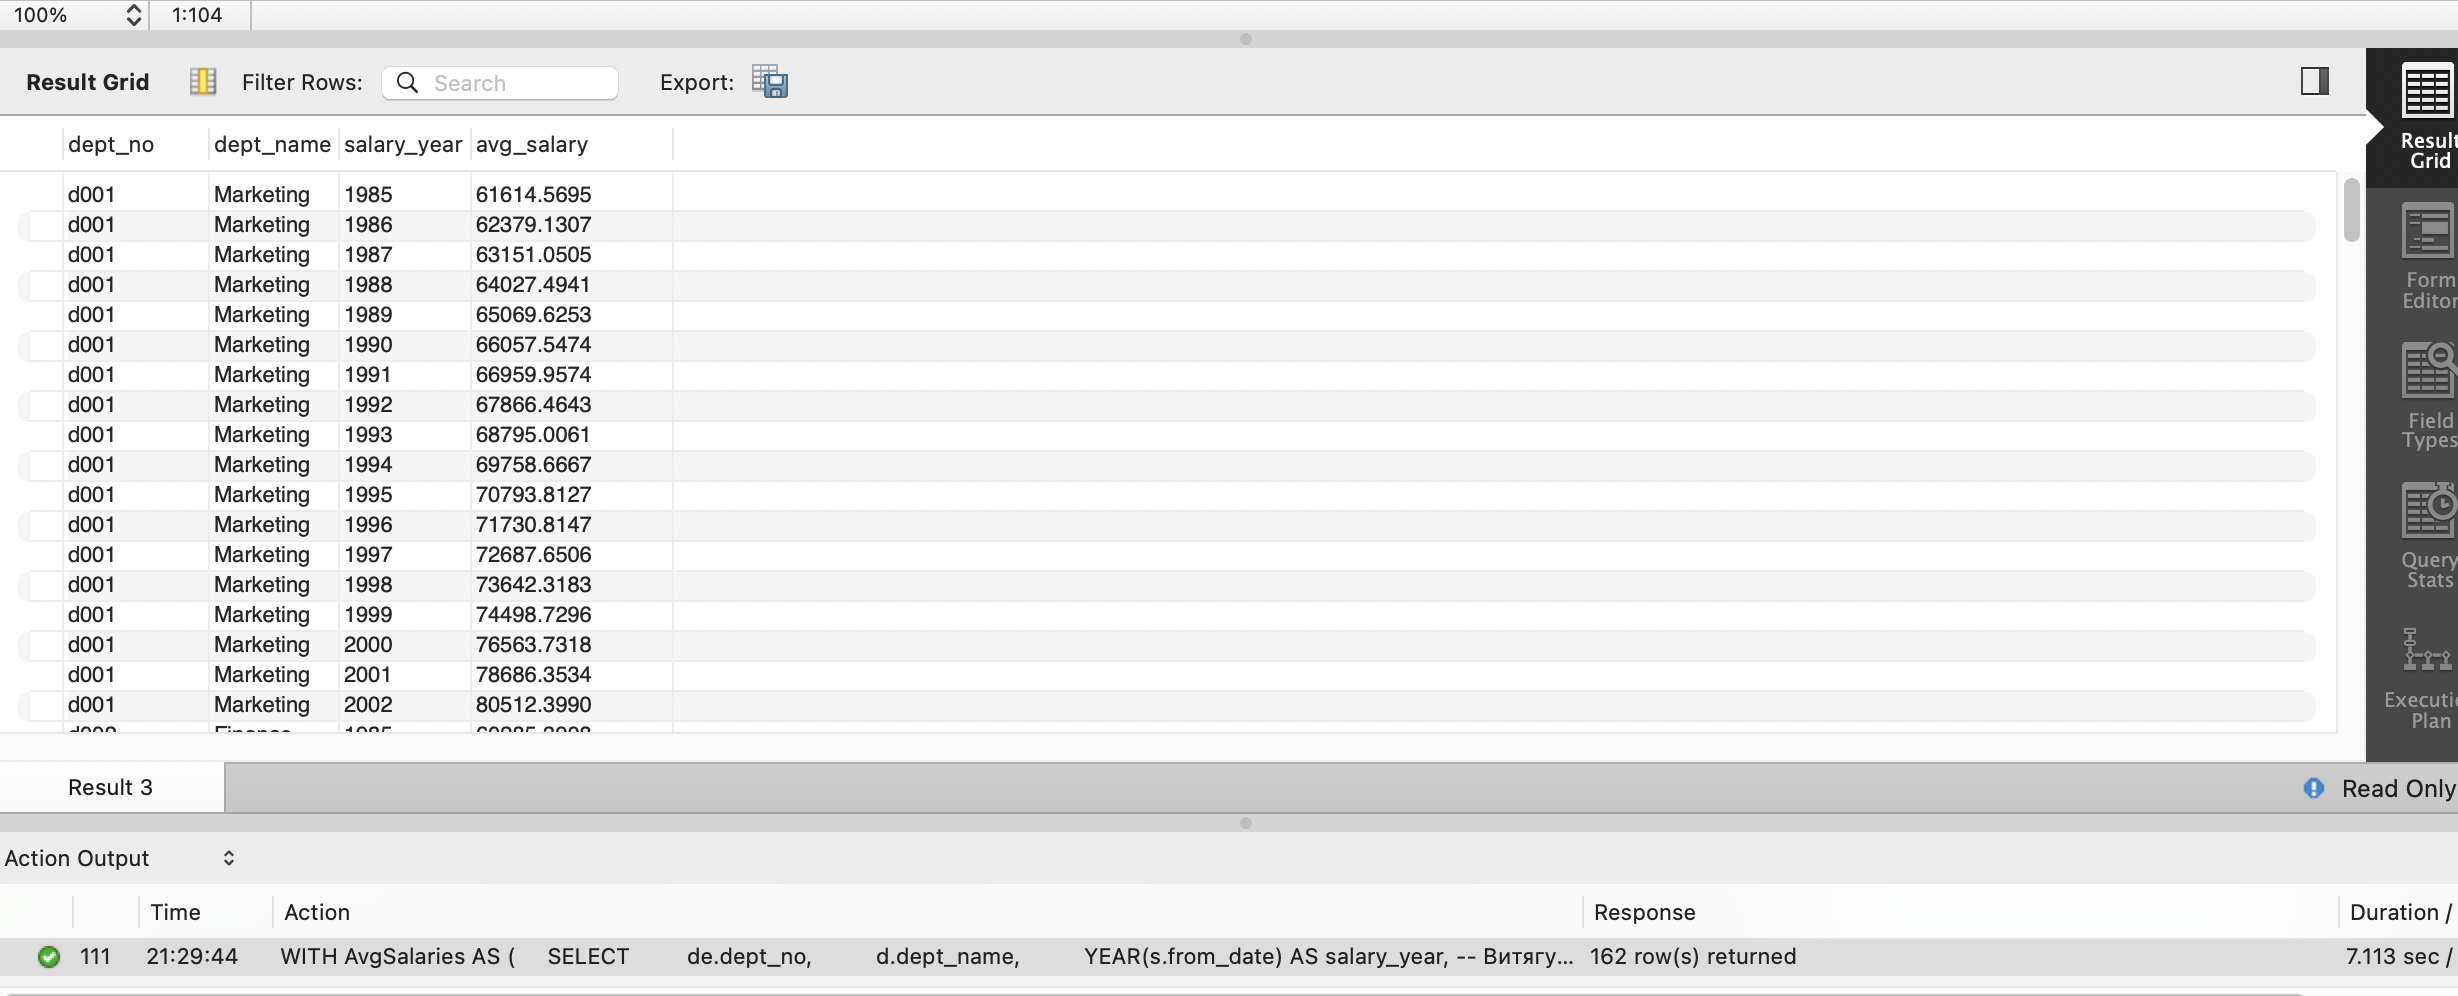 100% 1:104
Result Grid Filter Rows: Search Export:
dept_no dept_name salary_year avg_salary
d001 Marketing 1985 61614.5695
d001 Marketing 1986 62379.1307
d001 Marketing 1987 63151.0505
d001 Marketing 1988 64027.4941
d001 Marketing 1989 65069.6253
d001 Marketing 1990 66057.5474
d001 Marketing 1991 66959.9574
d001 Marketing 1992 67866.4643
d001 Marketing 1993 68795.0061
d001 Marketing 1994 69758.6667
d001 Marketing 1995 70793.8127
d001 Marketing 1996 71730.8147
d001 Marketing 1997 72687.6506
d001 Marketing 1998 73642.3183
d001 Marketing 1999 74498.7296
d001 Marketing 2000 76563.7318
d001 Marketing 2001 78686.3534
d001 Marketing 2002 80512.3990
Result
Grid
Form
Editor
Field
Types
Query
Stats
Executi
Plan
Result 3 Read Only
Action Output
Time Action Response Duration /
111 21:29:44 WITH AvgSalaries AS ( SELECT de.dept_no, d.dept_name, YEAR(s.from_date) AS salary_year, -- Витягу... 162 row(s) returned 7.113 sec /